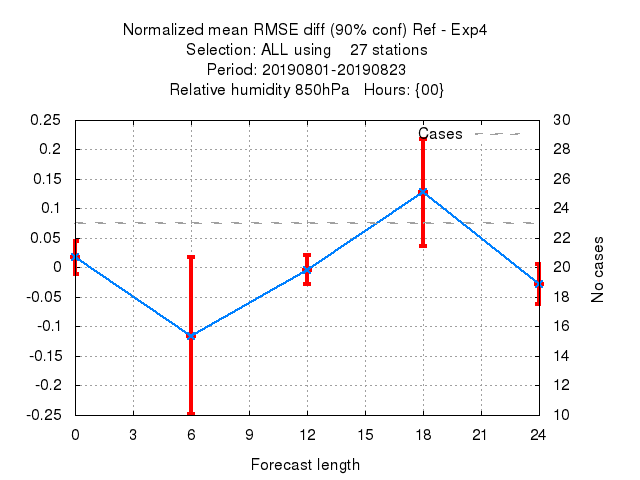 Normalized mean RMSE diff (90% conf) Ref - Exp4
Selection: ALL using    27 stations
Period: 20190801-20190823
Relative humidity 850hPa   Hours: {00}
Cases
0.25
0.2
0.15
0.1
0.05
0
-0.05
-0.1
-0.15
-0.2
-0.25
30
28
26
24
22
20
18
16
14
12
10
No cases
0 3 6 9 12 15 18 21 24
Forecast length